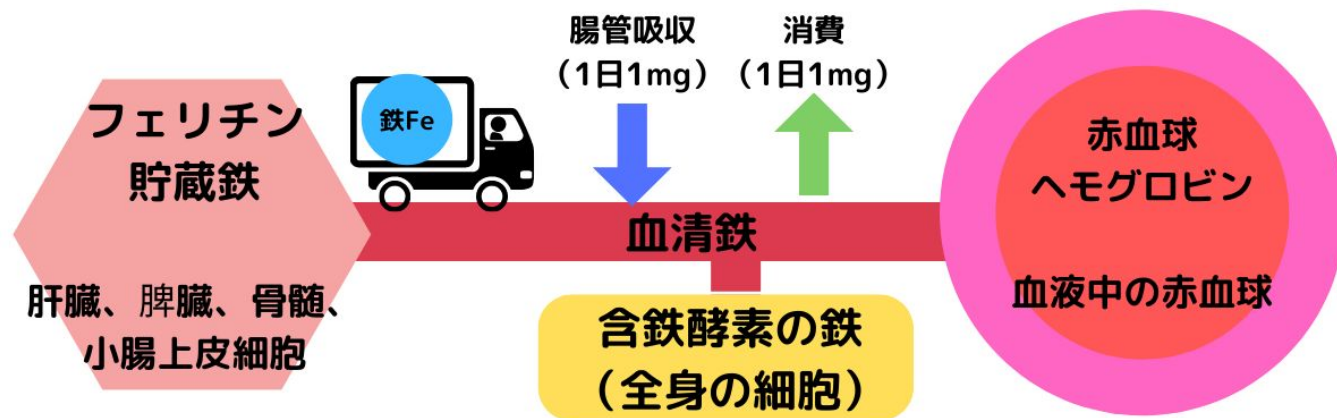 フェリチン
貯蔵鉄
肝臓、脾臓、骨髄、
小腸上皮細胞
鉄Fe
腸管吸収
（1日1mg）
消費
（1日1mg）
血清鉄
含鉄酵素の鉄
（全身の細胞）
赤血球
ヘモグロビン
血液中の赤血球